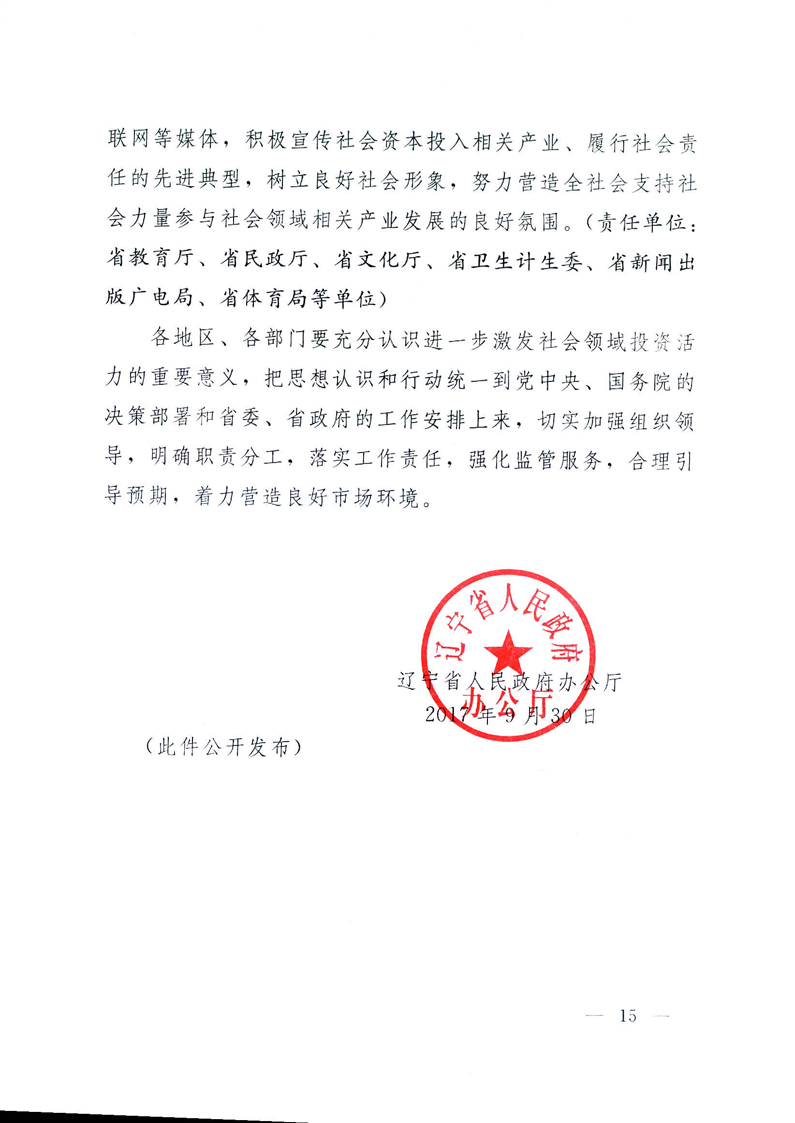 联网等媒体，积极宣传社会资本投入相关产业、履行社会责
任的先进典型，树立良好社会形象，努力营造全社会支持社
会力量参与社会领域相关产业发展的良好氛围。（责任单位：
省教育厅、省民政厅、省文化厅、省卫生计生委、省新闻出
版广电局、省体育局等单位）
各地区、各部门要充分认识进一步激发社会领域投资活
力的重要意义，把思想认识和行动统一到党中央、国务院的
决策部署和省委、省政府的工作安排上来，切实加强组织领
导，明确职责分工，落实工作责任，强化监管服务，合理引
导预期，着力营造良好市场环境。
辽宁省人民政府
辽宁省人民政府办公厅
办公厅
2017年9月30日
（此件公开发布）
— 15 —